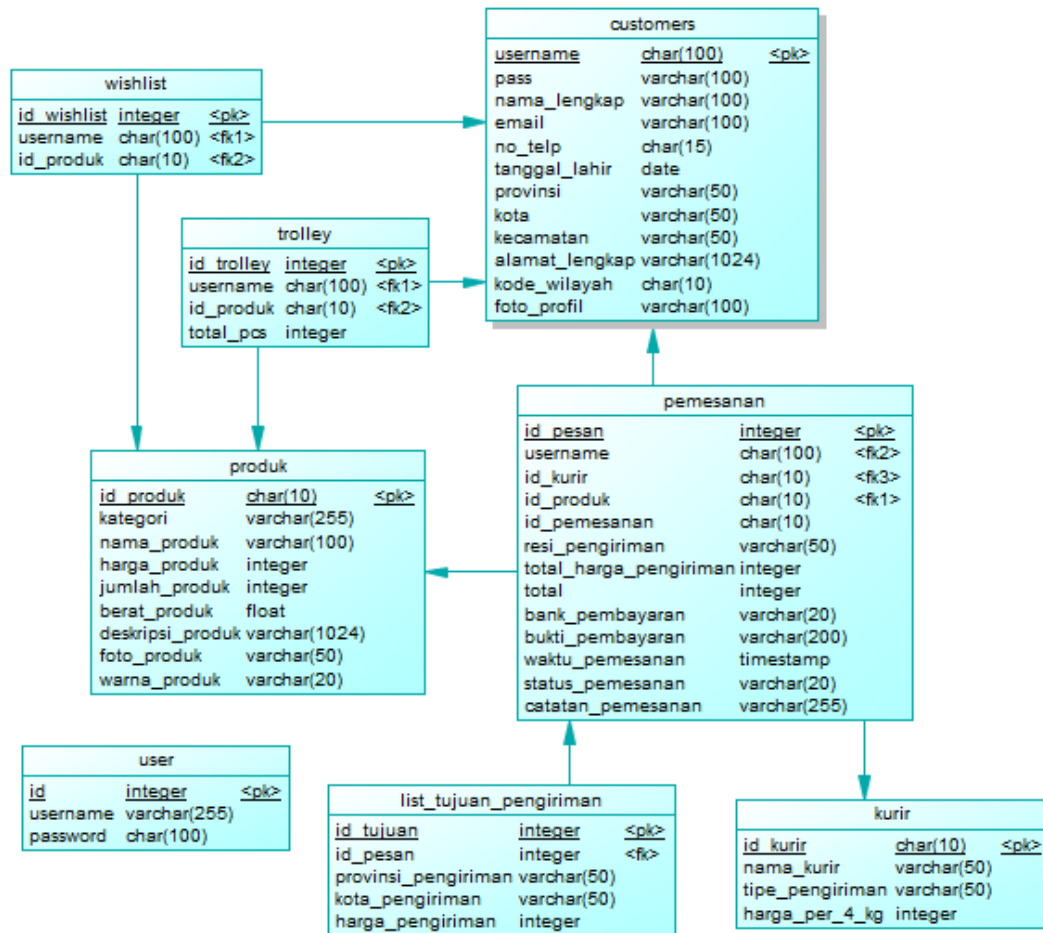 customers
username char(100) <pk>
pass varchar(100)
nama_lengkap varchar(100)
email varchar(100)
no_telp char(15)
tanggal_lahir date
provinsi varchar(50)
kota varchar(50)
kecamatan varchar(50)
alamat_lengkap varchar(1024)
kode_wilayah char(10)
foto_profil varchar(100)
wishlist
id_wishlist integer <pk>
username char(100) <fk1>
id_produk char(10) <fk2>
trolley
id_trolley integer <pk>
username char(100) <fk1>
id_produk char(10) <fk2>
total_pcs integer
pemesanan
id_pesan integer <pk>
username char(100) <fk2>
id_kurir char(10) <fk3>
id_produk char(10) <fk1>
id_pemesanan char(10)
resi_pengiriman varchar(50)
total_harga_pengiriman integer
total integer
bank_pembayaran varchar(20)
bukti_pembayaran varchar(200)
waktu_pemesanan timestamp
status_pemesanan varchar(20)
catatan_pemesanan varchar(255)
produk
id_produk char(10) <pk>
kategori varchar(255)
nama_produk varchar(100)
harga_produk integer
jumlah_produk integer
berat_produk float
deskripsi_produk varchar(1024)
foto_produk varchar(50)
warna_produk varchar(20)
user
id integer <pk>
username varchar(255)
password char(100)
list_tujuan_pengiriman
id_tujuan integer <pk>
id_pesan integer <fk>
provinsi_pengiriman varchar(50)
kota_pengiriman varchar(50)
harga_pengiriman integer
kurir
id_kurir char(10) <pk>
nama_kurir varchar(50)
tipe_pengiriman varchar(50)
harga_per_4_kg integer